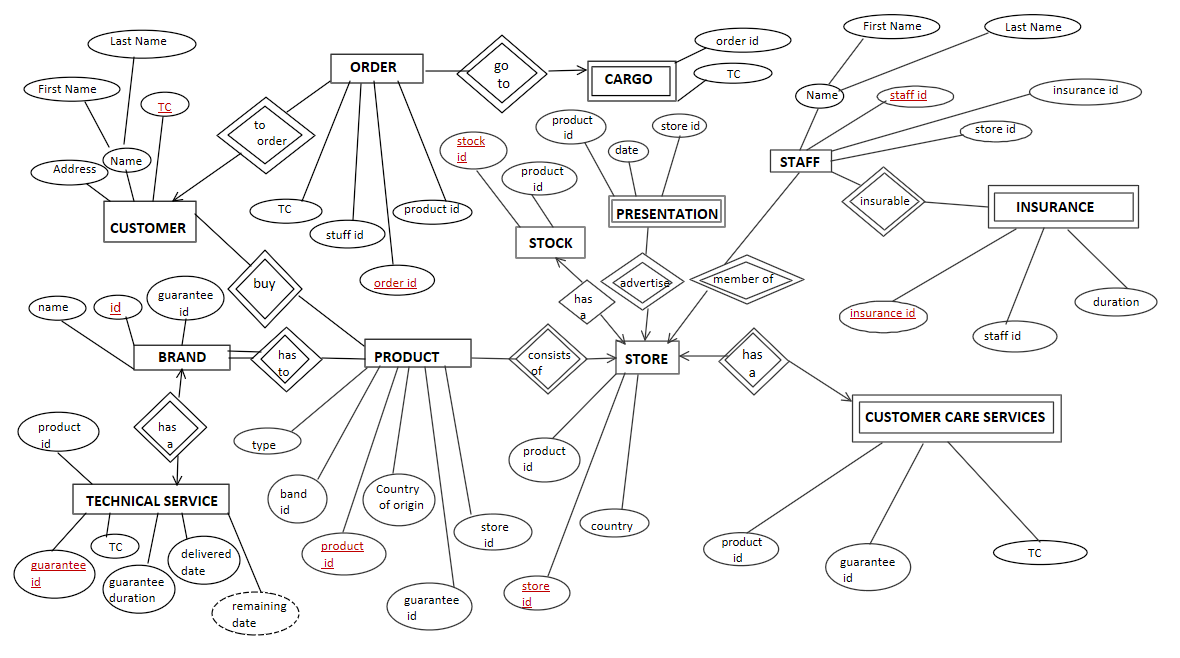 First Name
Last Name
Last Name
ORDER
go
to
order id
CARGO
TC
First Name
TC
Name
staff id
insurance id
to
order
product
id
store id
store id
stock
id
date
STAFF
Address
Name
product
id
insurable
TC
product id
PRESENTATION
INSURANCE
CUSTOMER
stuff id
STOCK
buy
order id
has
a
advertise
member of
name
id
guarantee
id
insurance id
duration
staff id
BRAND
has
to
PRODUCT
consists
of
STORE
has
a
product
id
has
a
CUSTOMER CARE SERVICES
type
product
id
TECHNICAL SERVICE
band
id
Country
of origin
store
id
country
guarantee
id
TC
guarantee
duration
delivered
date
product
id
product
id
guarantee
id
TC
remaining
date
guarantee
id
store
id